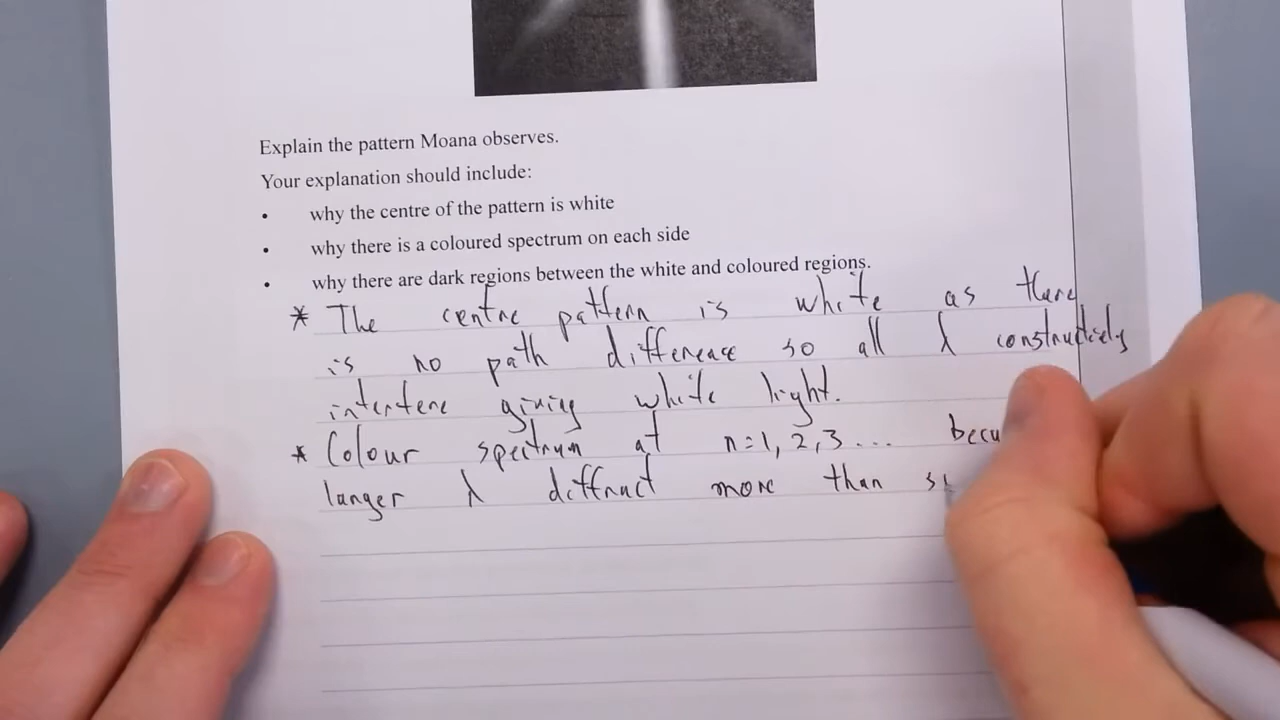 Explain the pattern Moana observes.
Your explanation should include:
• why the centre of the pattern is white
• why there is a coloured spectrum on each side
• why there are dark regions between the white and coloured regions.
* The centre pattern is white as there
is no path difference so all λ constructively
interfere giving white light.
* Colour spectrum at n=1, 2, 3... becu
longer λ diffract more than